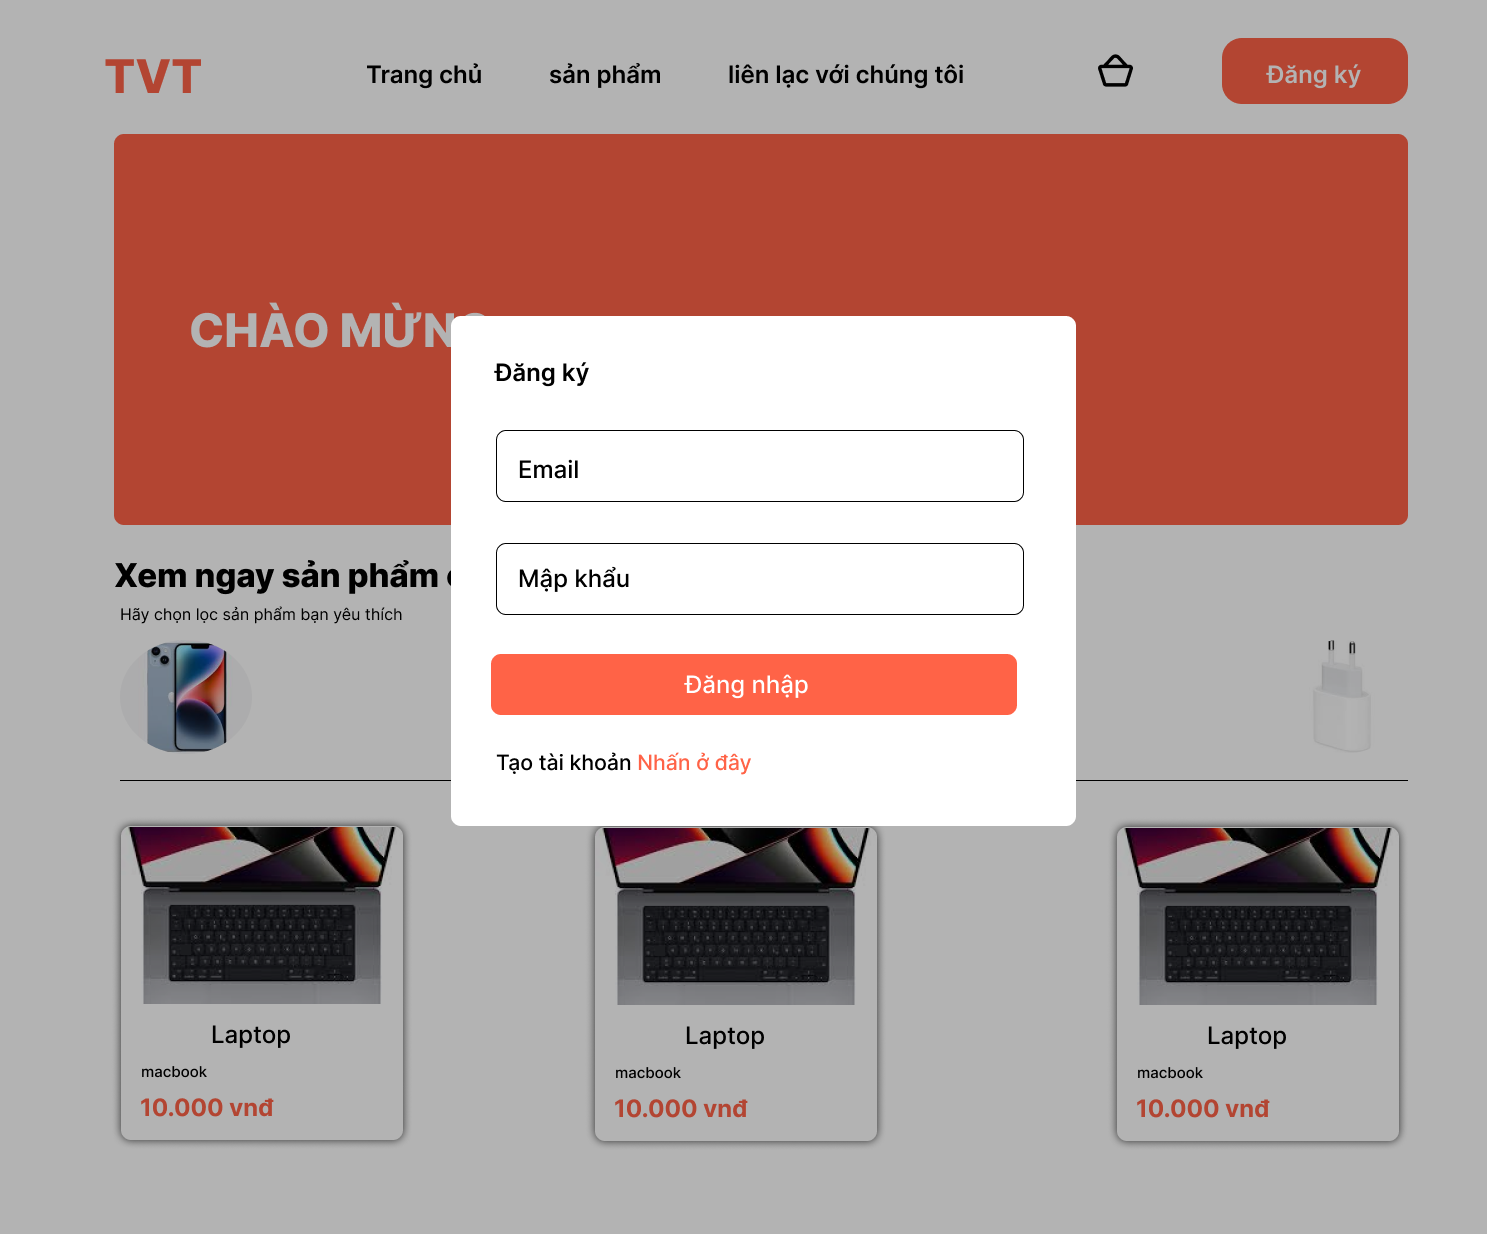 TVT
Trang chủ
sản phẩm
liên lạc với chúng tôi
Đăng ký
CHÀO MỪN
Đăng ký
Email
Mập khẩu
Đăng nhập
Tạo tài khoản Nhấn ở đây
Xem ngay sản phẩm
Hãy chọn lọc sản phẩm bạn yêu thích
Laptop
macbook
10.000 vnđ
Laptop
macbook
10.000 vnđ
Laptop
macbook
10.000 vnđ